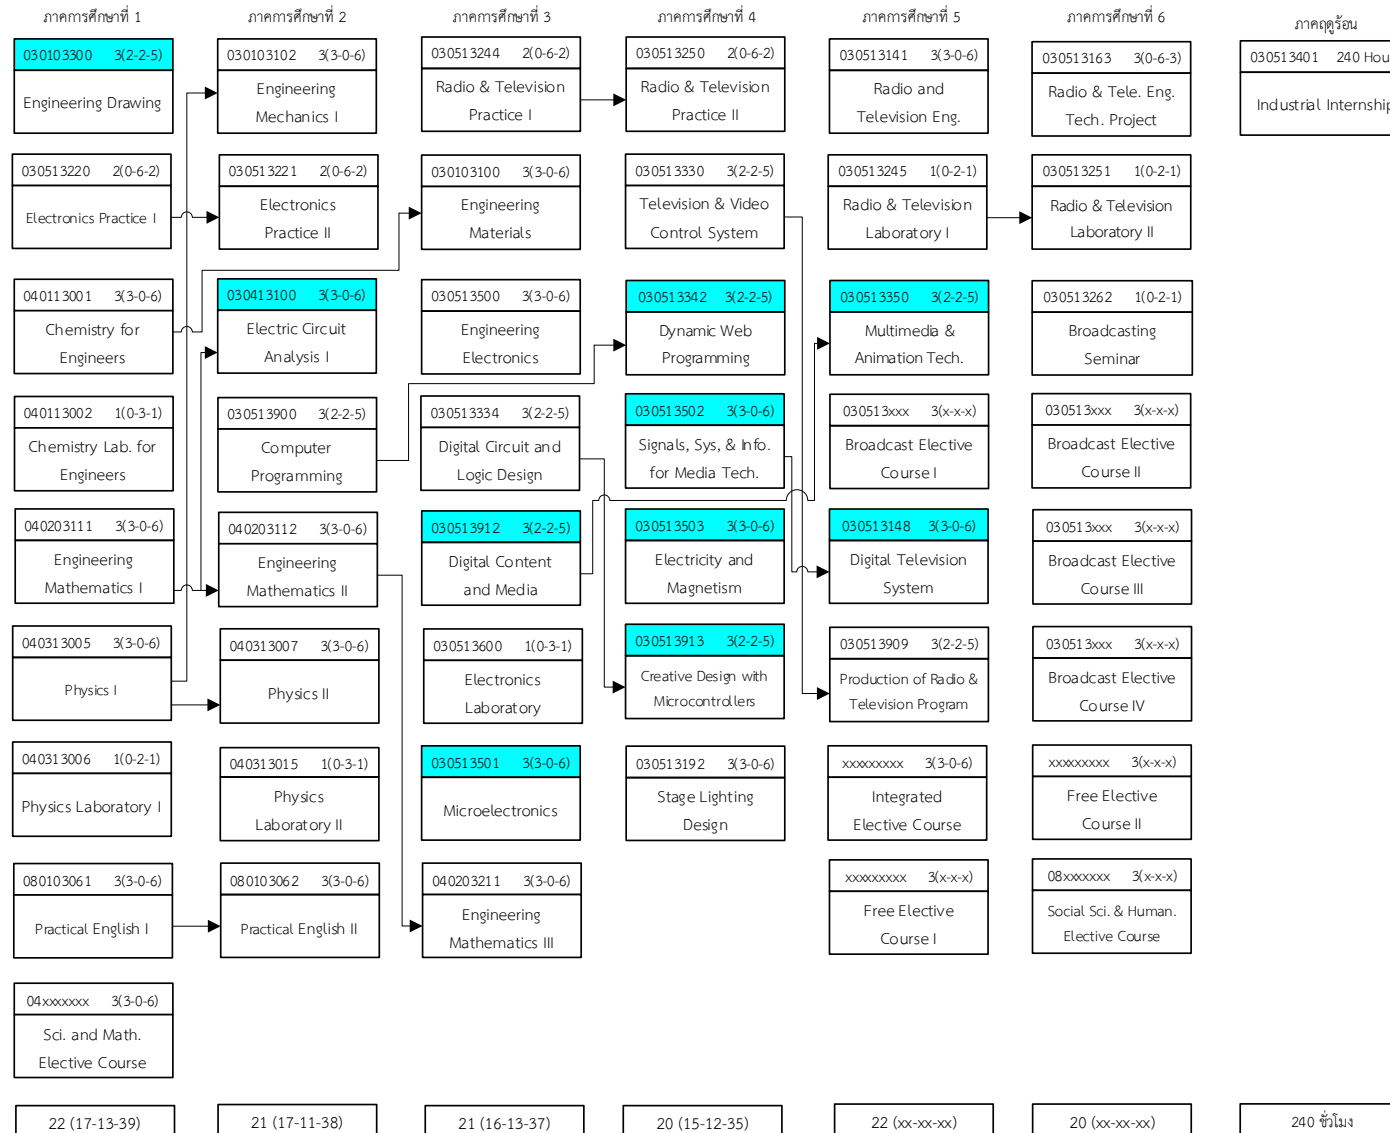 ภาคการศึกษาที่ 1
030103300 3(2-2-5)
Engineering Drawing
030513220 2(0-6-2)
Electronics Practice I
040113001 3(3-0-6)
Chemistry for
Engineers
040113002 1(0-3-1)
Chemistry Lab. for
Engineers
040203111 3(3-0-6)
Engineering
Mathematics I
040313005 3(3-0-6)
Physics I
040313006 1(0-2-1)
Physics Laboratory I
080103061 3(3-0-6)
Practical English I
04xxxxxxx 3(3-0-6)
Sci. and Math.
Elective Course
22 (17-13-39)
ภาคการศึกษาที่ 2
030103102 3(3-0-6)
Engineering
Mechanics I
030513221 2(0-6-2)
Electronics
Practice II
030413100 3(3-0-6)
Electric Circuit
Analysis I
030513900 3(2-2-5)
Computer
Programming
040203112 3(3-0-6)
Engineering
Mathematics II
040313007 3(3-0-6)
Physics II
040313015 1(0-3-1)
Physics
Laboratory II
080103062 3(3-0-6)
Practical English II
21 (17-11-38)
ภาคการศึกษาที่ 3
030513244 2(0-6-2)
Radio & Television
Practice I
030103100 3(3-0-6)
Engineering
Materials
030513500 3(3-0-6)
Engineering
Electronics
030513334 3(2-2-5)
Digital Circuit and
Logic Design
030513912 3(2-2-5)
Digital Content
and Media
030513600 1(0-3-1)
Electronics
Laboratory
030513501 3(3-0-6)
Microelectronics
040203211 3(3-0-6)
Engineering
Mathematics III
21 (16-13-37)
ภาคการศึกษาที่ 4
030513250 2(0-6-2)
Radio & Television
Practice II
030513330 3(2-2-5)
Television & Video
Control System
030513342 3(2-2-5)
Dynamic Web
Programming
030513502 3(3-0-6)
Signals, Sys, & Info.
for Media Tech.
030513503 3(3-0-6)
Electricity and
Magnetism
030513913 3(2-2-5)
Creative Design with
Microcontrollers
030513192 3(3-0-6)
Stage Lighting
Design
20 (15-12-35)
ภาคการศึกษาที่ 5
030513141 3(3-0-6)
Radio and
Television Eng.
030513245 1(0-2-1)
Radio & Television
Laboratory I
030513350 3(2-2-5)
Multimedia &
Animation Tech.
030513xxx 3(x-x-x)
Broadcast Elective
Course I
030513148 3(3-0-6)
Digital Television
System
030513909 3(2-2-5)
Production of Radio &
Television Program
xxxxxxxxx 3(3-0-6)
Integrated
Elective Course
xxxxxxxxx 3(x-x-x)
Free Elective
Course I
22 (xx-xx-xx)
ภาคการศึกษาที่ 6
030513163 3(0-6-3)
Radio & Tele. Eng.
Tech. Project
030513251 1(0-2-1)
Radio & Television
Laboratory II
030513262 1(0-2-1)
Broadcasting
Seminar
030513xxx 3(x-x-x)
Broadcast Elective
Course II
030513xxx 3(x-x-x)
Broadcast Elective
Course III
030513xxx 3(x-x-x)
Broadcast Elective
Course IV
xxxxxxxxx 3(x-x-x)
Free Elective
Course II
08xxxxxxx 3(x-x-x)
Social Sci. & Human.
Elective Course
20 (xx-xx-xx)
ภาคฤดูร้อน
030513401 240 Hou
Industrial Internship
240 ชั่วโมง